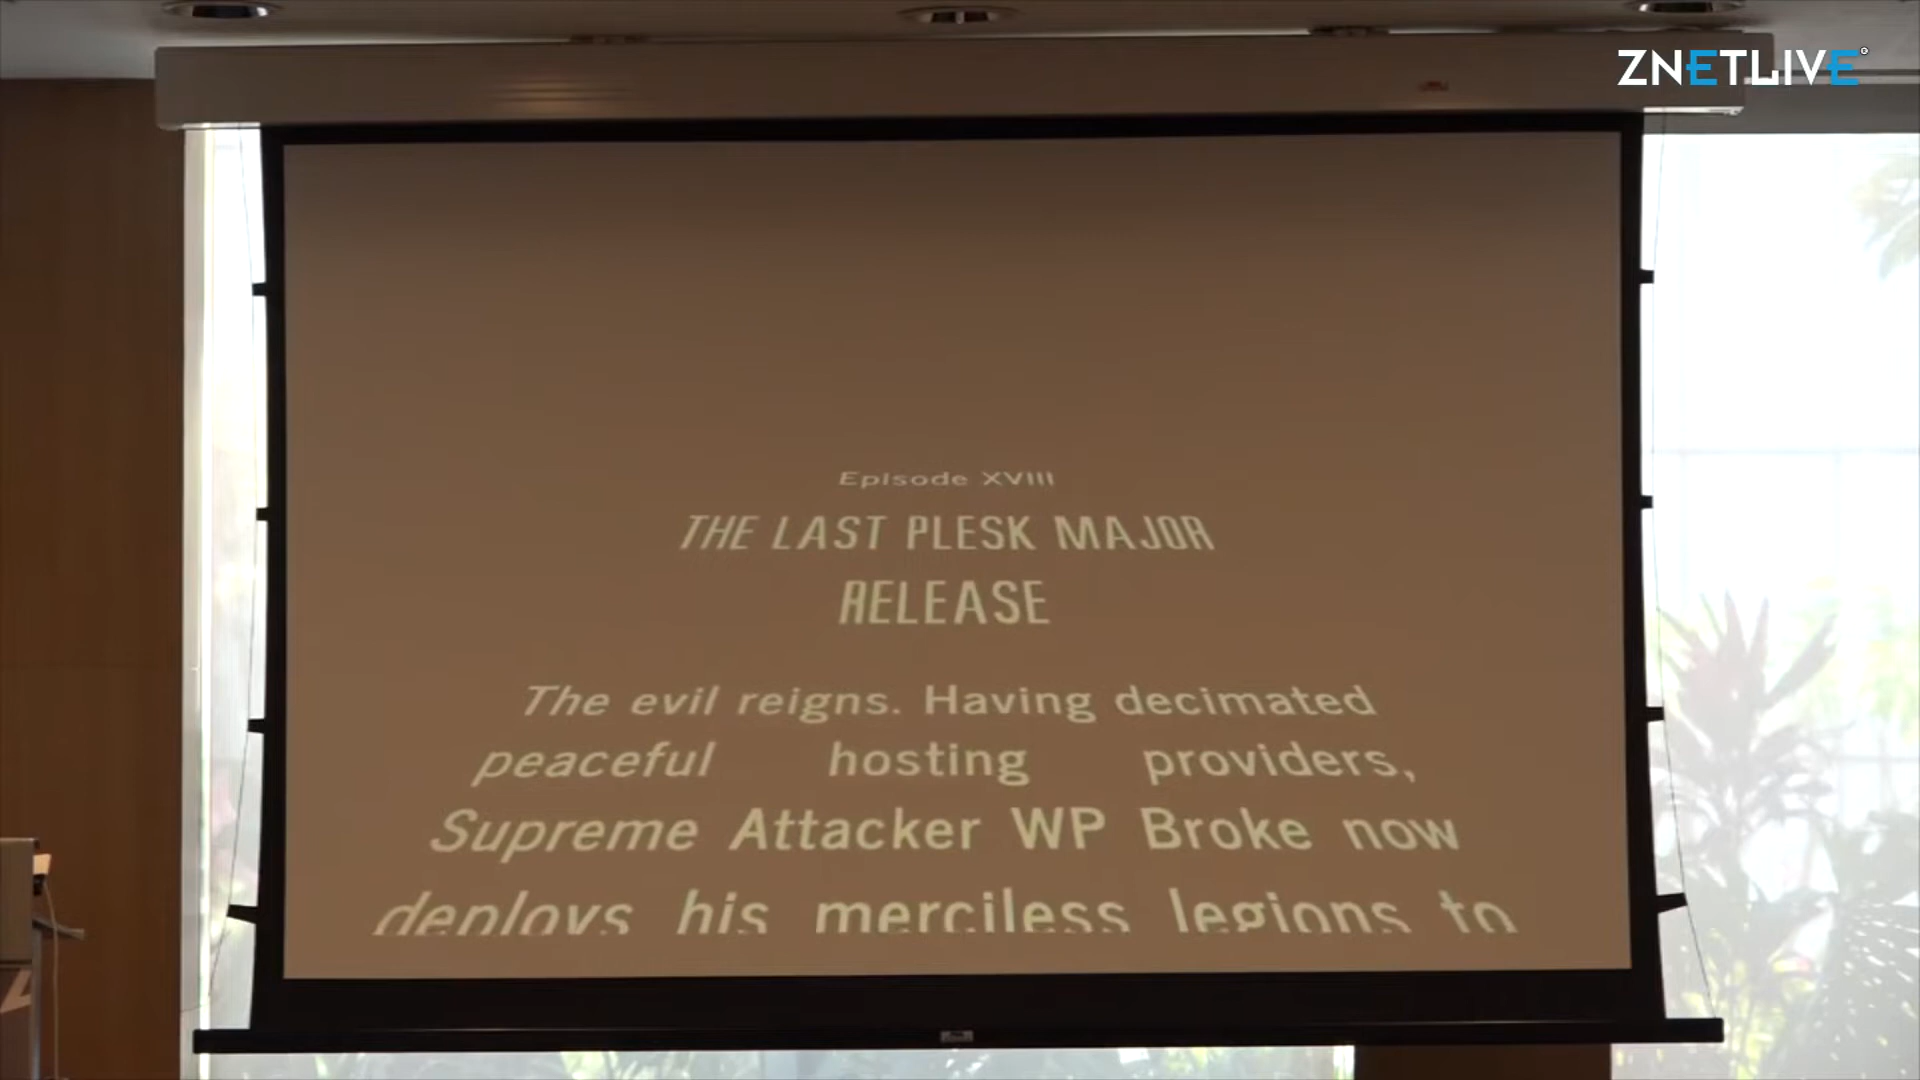 ZNETLIVE
Episode XVIII
THE LAST PLESK MAJOR
RELEASE
The evil reigns. Having decimated
peaceful hosting providers,
Supreme Attacker WP Broke now
deploys his merciless legions to